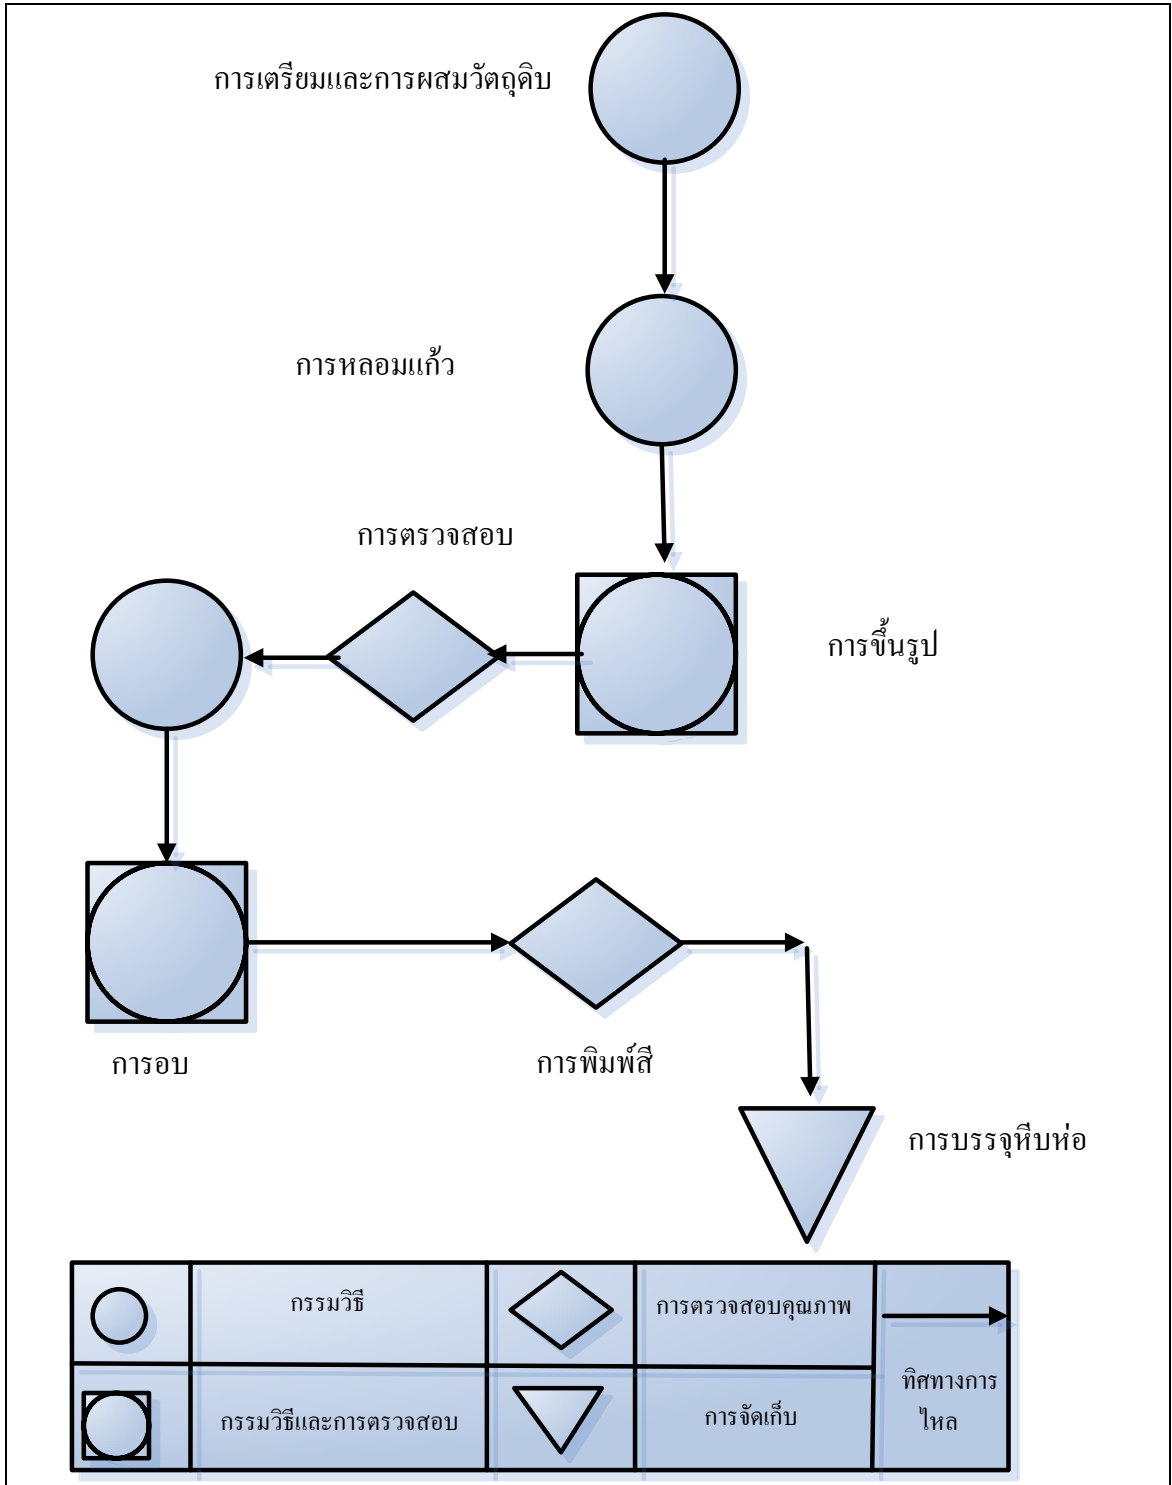 การเตรียมและการผสมวัตถุดิบ
การหลอมแก้ว
การตรวจสอบ
การขึ้นรูป
การอบ
การพิมพ์สี
การบรรจุหีบห่อ
กรรมวิธี
การตรวจสอบคุณภาพ
กรรมวิธีและการตรวจสอบ
การจัดเก็บ
ทิศทางการ
ไหล